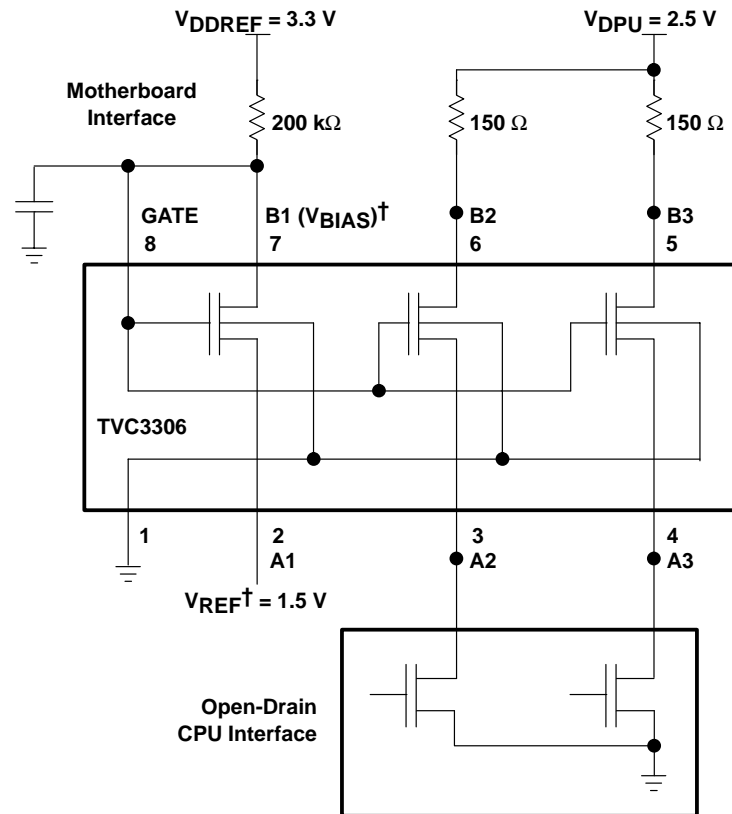 VDDREF = 3.3 V
VDPU = 2.5 V
Motherboard
Interface
200 kΩ
150 Ω
150 Ω
GATE
B1 (VBIAS)†
B2
B3
8
7
6
5
TVC3306
1
2
3
4
A1
A2
A3
VREF† = 1.5 V
Open-Drain
CPU Interface